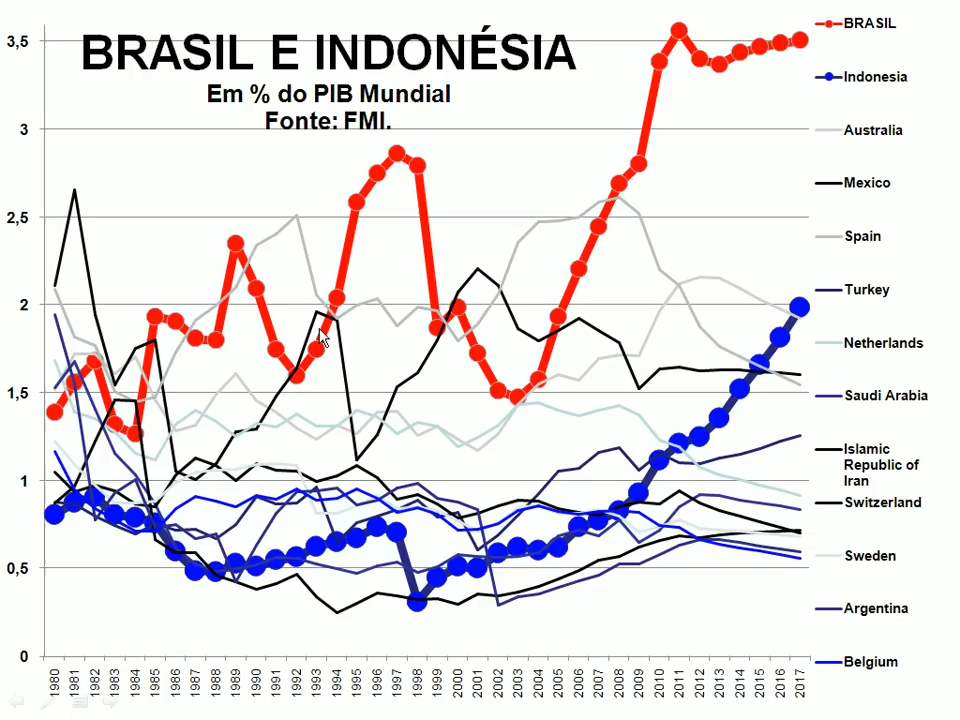 BRASIL E INDONÉSIA
Em % do PIB Mundial
Fonte: FMI.
3,5
3
2,5
2
1,5
1
0,5
0
1980
1981
1982
1983
1984
1985
1986
1987
1988
1989
1990
1991
1992
1993
1994
1995
1996
1997
1998
1999
2000
2001
2002
2003
2004
2005
2006
2007
2008
2009
2010
2011
2012
2013
2014
2015
2016
2017
BRASIL
Indonesia
Australia
Mexico
Spain
Turkey
Netherlands
Saudi Arabia
Islamic
Republic of
Iran
Switzerland
Sweden
Argentina
Belgium